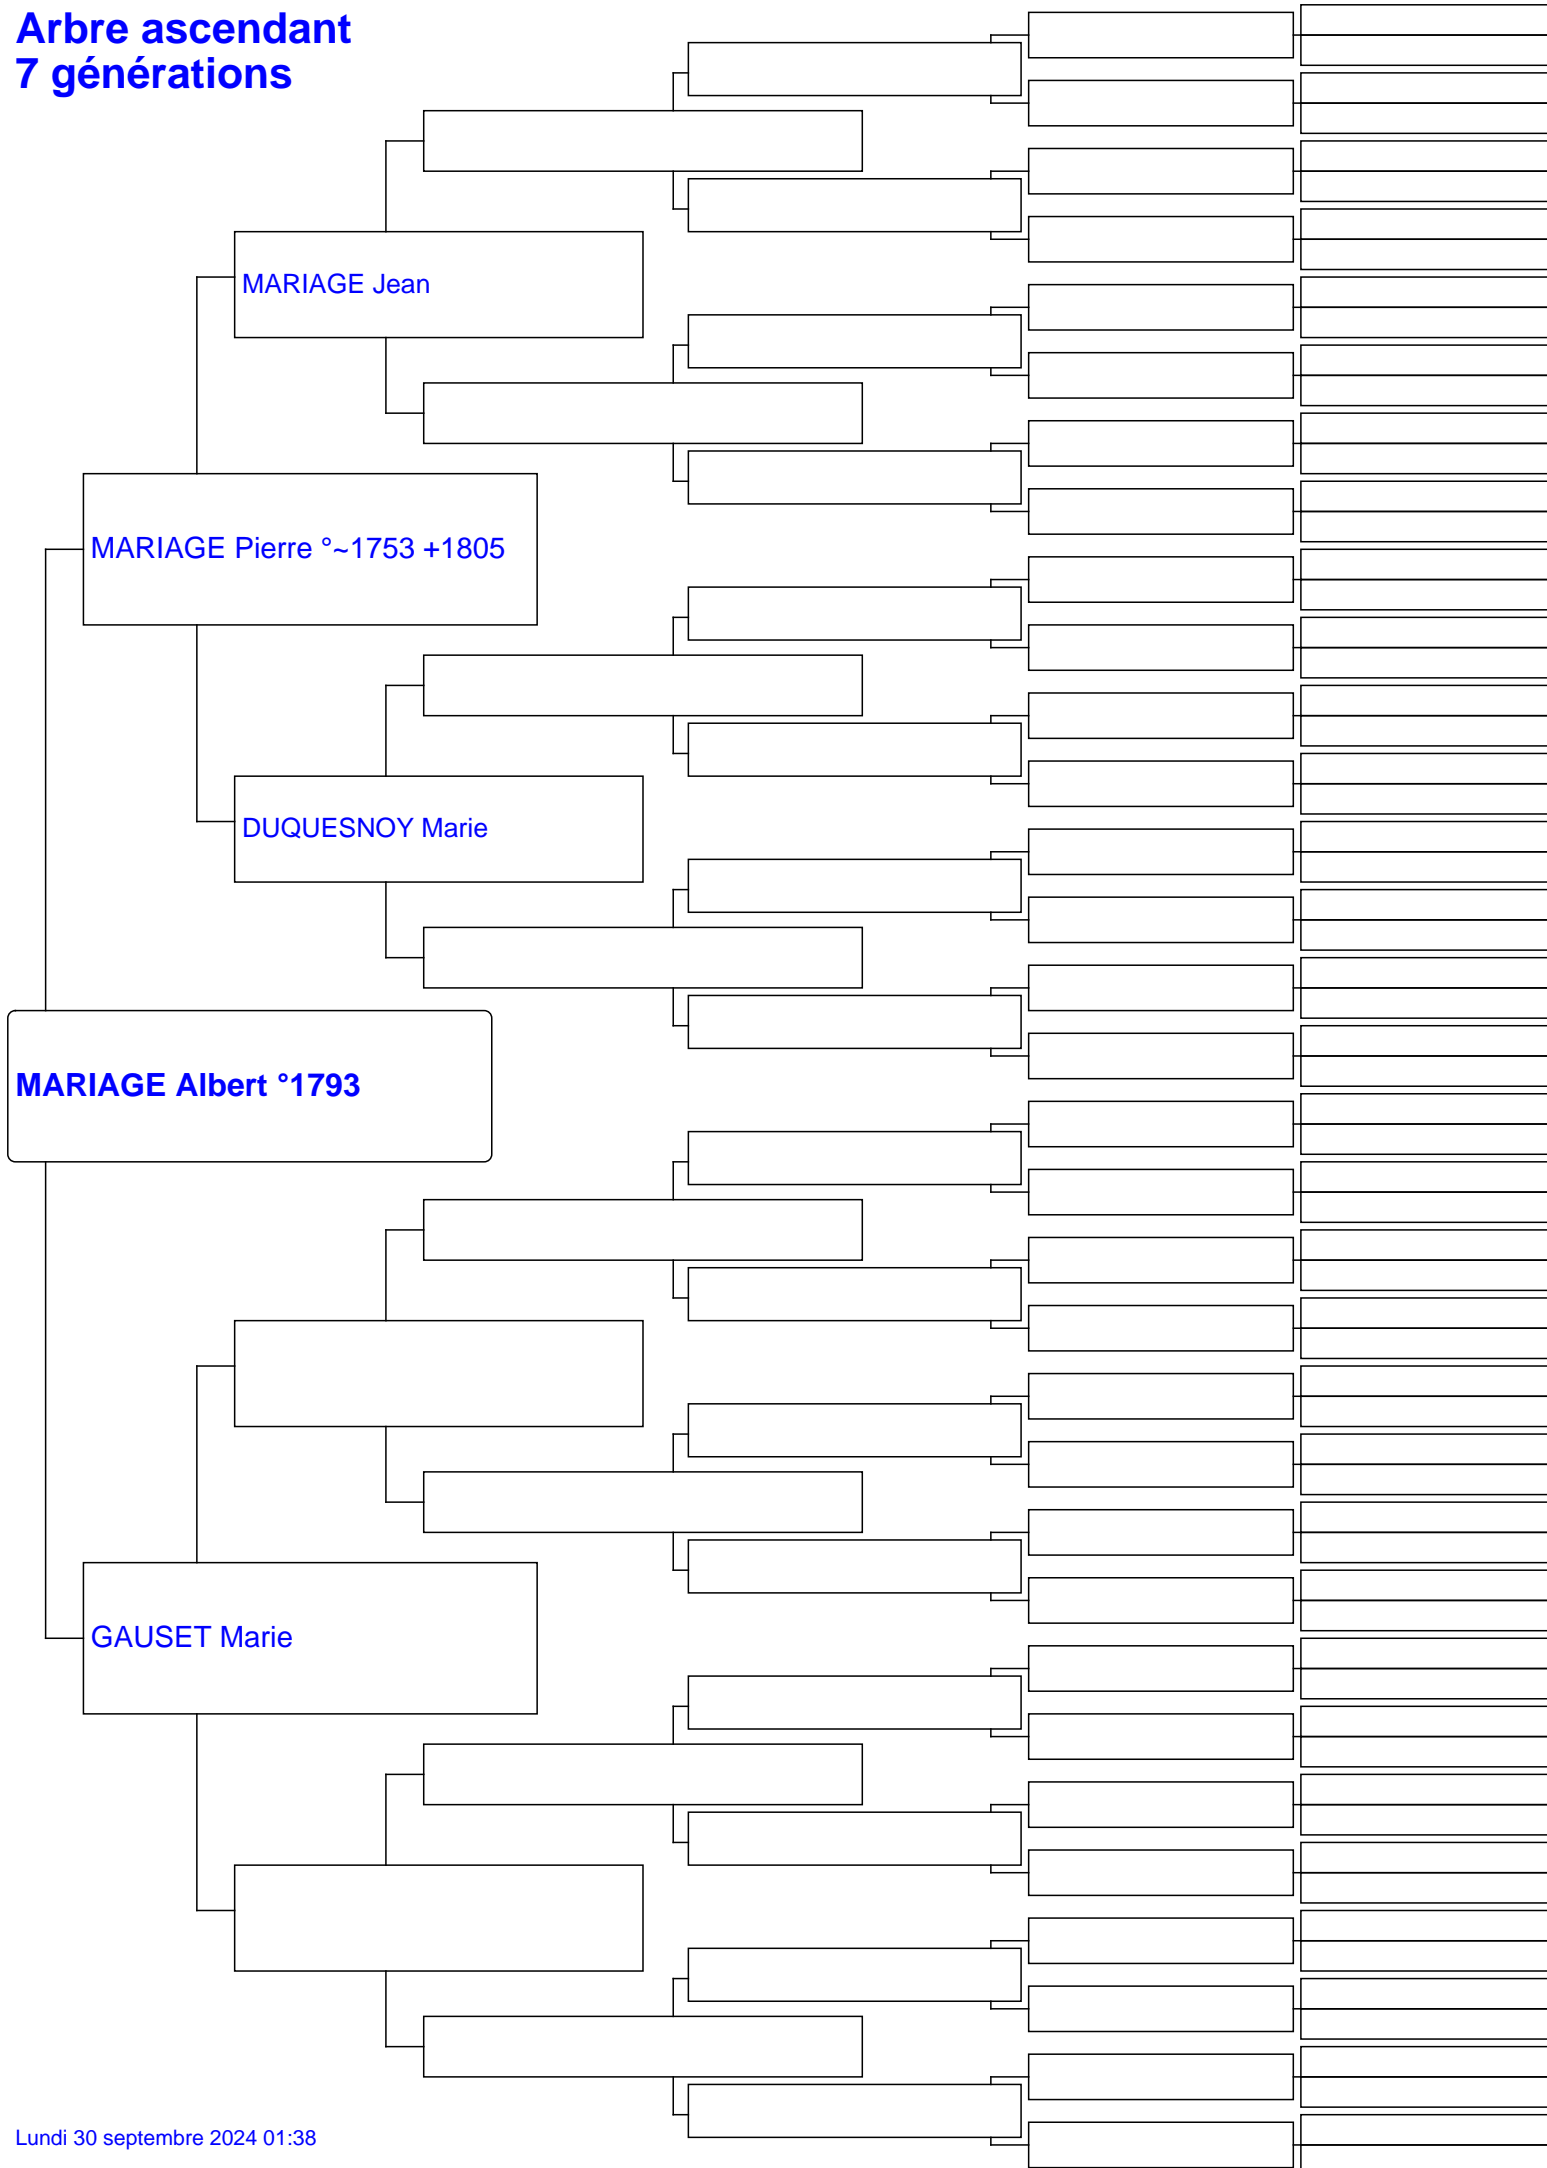 Arbre ascendant
7 générations
MARIAGE Jean
MARIAGE Pierre °~1753 +1805
DUQUESNOY Marie
MARIAGE Albert °1793
GAUSET Marie
Lundi 30 septembre 2024 01:38